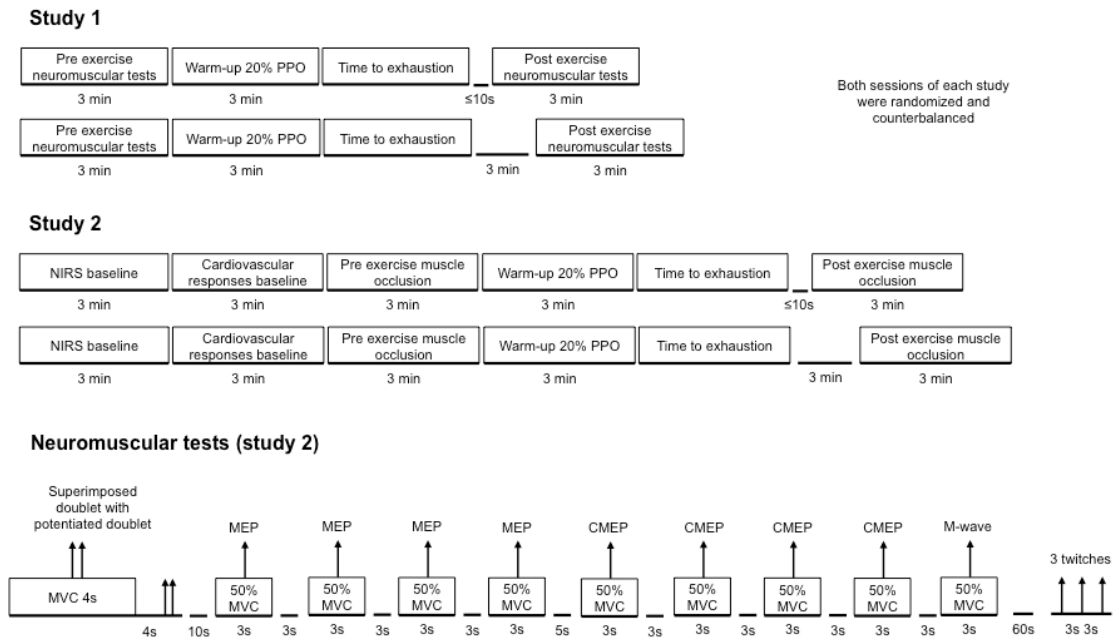 Study 1
Pre exercise
neuromuscular tests
Warm-up 20% PPO
Time to exhaustion
Post exercise
neuromuscular tests
3 min
3 min
≤10s
3 min
Both sessions of each study
were randomized and
counterbalanced
Pre exercise
neuromuscular tests
Warm-up 20% PPO
Time to exhaustion
Post exercise
neuromuscular tests
3 min
3 min
3 min
3 min
Study 2
NIRS baseline
Cardiovascular
responses baseline
Pre exercise muscle
occlusion
Warm-up 20% PPO
Time to exhaustion
Post exercise muscle
occlusion
3 min
3 min
3 min
3 min
≤10s
3 min
NIRS baseline
Cardiovascular
responses baseline
Pre exercise muscle
occlusion
Warm-up 20% PPO
Time to exhaustion
Post exercise muscle
occlusion
3 min
3 min
3 min
3 min
3 min
3 min
Neuromuscular tests (study 2)
Superimposed
doublet with
potentiated doublet
MEP
MEP
MEP
MEP
CMEP
CMEP
CMEP
CMEP
M-wave
3 twitches
MVC 4s
50%
MVC
50%
MVC
50%
MVC
50%
MVC
50%
MVC
50%
MVC
50%
MVC
50%
MVC
50%
MVC
4s
10s
3s
3s
3s
3s
3s
3s
3s
5s
3s
3s
3s
3s
3s
3s
3s
3s
3s
60s
3s 3s